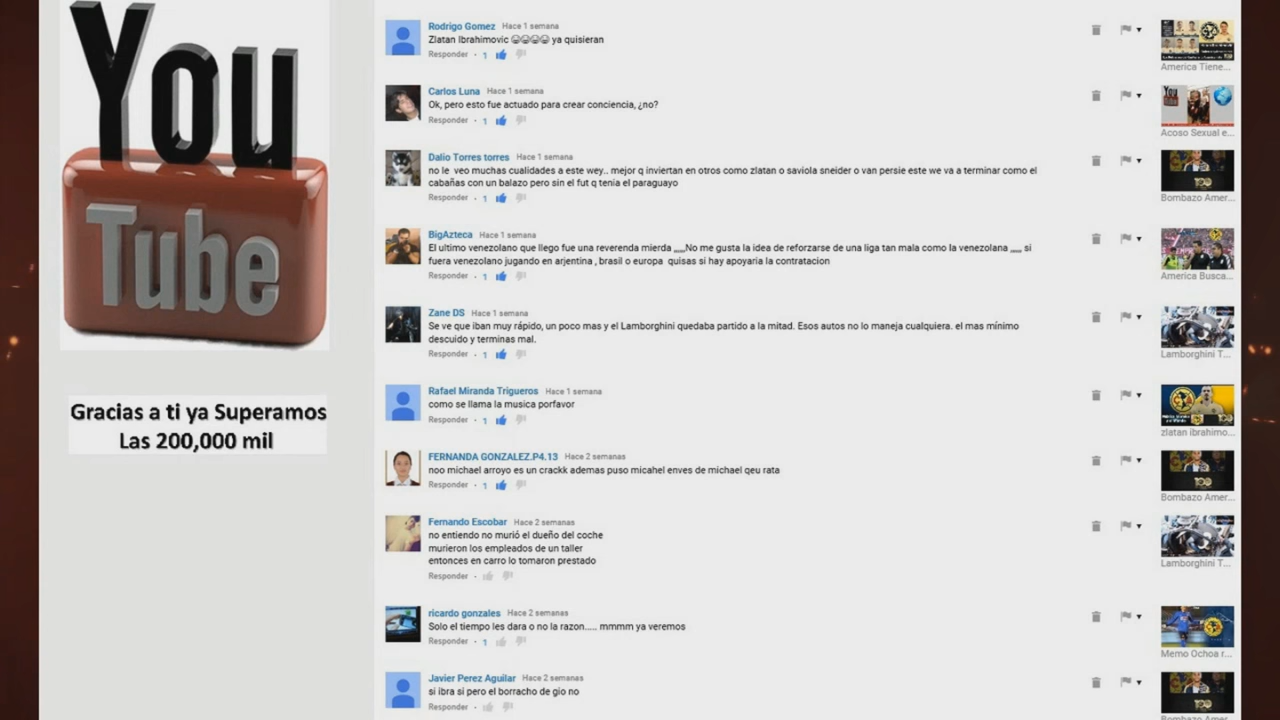 You
Tube
Gracias a ti ya Superamos
Las 200,000 mil
Rodrigo Gomez Hace 1 semana
Zlatan Ibrahimovic 😂😂😂😂 ya quisieran
Responder · 1
America Tiene...
Carlos Luna Hace 1 semana
Ok, pero esto fue actuado para crear conciencia, ¿no?
Responder · 1
You
Acoso Sexual e...
Dalio Torres torres Hace 1 semana
no le veo muchas cualidades a este wey.. mejor q inviertan en otros como zlatan o saviola sneider o van persie este we va a terminar como el
cabañas con un balazo pero sin el fut q tenia el paraguayo
Responder · 1
100
Bombazo Amer...
BigAzteca Hace 1 semana
El ultimo venezolano que llego fue una reverenda mierda ,,,,,,No me gusta la idea de reforzarse de una liga tan mala como la venezolana ,,,,, si
fuera venezolano jugando en arjentina , brasil o europa quisas si hay apoyaria la contratacion
Responder · 1
America Busca...
Zane DS Hace 1 semana
Se ve que iban muy rápido, un poco mas y el Lamborghini quedaba partido a la mitad. Esos autos no lo maneja cualquiera. el mas mínimo
descuido y terminas mal.
Responder · 1
Lamborghini T...
Rafael Miranda Trigueros Hace 1 semana
como se llama la musica porfavor
Responder · 1
zlatan ibrahimo...
FERNANDA GONZALEZ.P4.13 Hace 2 semanas
noo michael arroyo es un crackk ademas puso micahel enves de michael qeu rata
Responder · 1
100
Bombazo Amer...
Fernando Escobar Hace 2 semanas
no entiendo no murió el dueño del coche
murieron los empleados de un taller
entonces en carro lo tomaron prestado
Responder ·
Lamborghini T...
ricardo gonzales Hace 2 semanas
Solo el tiempo les dara o no la razon..... mmmm ya veremos
Responder · 1
Memo Ochoa r...
Javier Perez Aguilar Hace 2 semanas
si ibra si pero el borracho de gio no
Responder ·
100
Bombazo Amer...